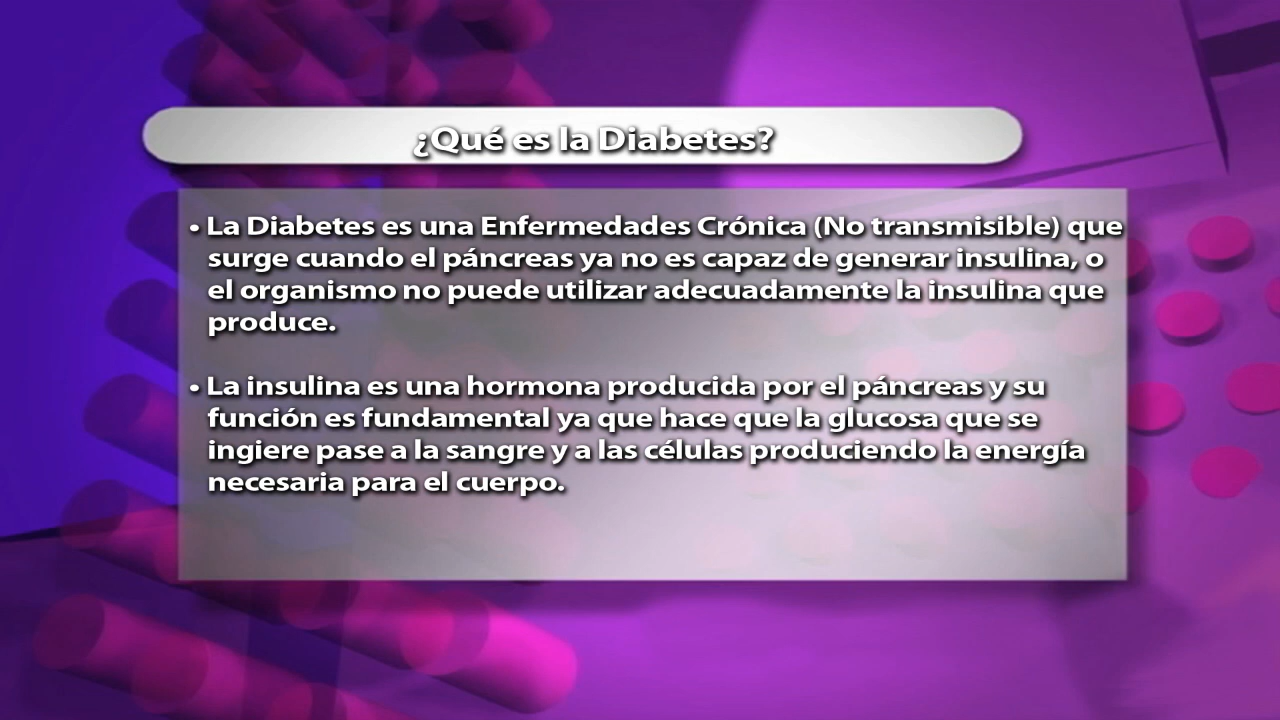 ¿Qué es la Diabetes?
• La Diabetes es una Enfermedades Crónica (No transmisible) que
surge cuando el páncreas ya no es capaz de generar insulina, o
el organismo no puede utilizar adecuadamente la insulina que
produce.
• La insulina es una hormona producida por el páncreas y su
función es fundamental ya que hace que la glucosa que se
ingiere pase a la sangre y a las células produciendo la energía
necesaria para el cuerpo.